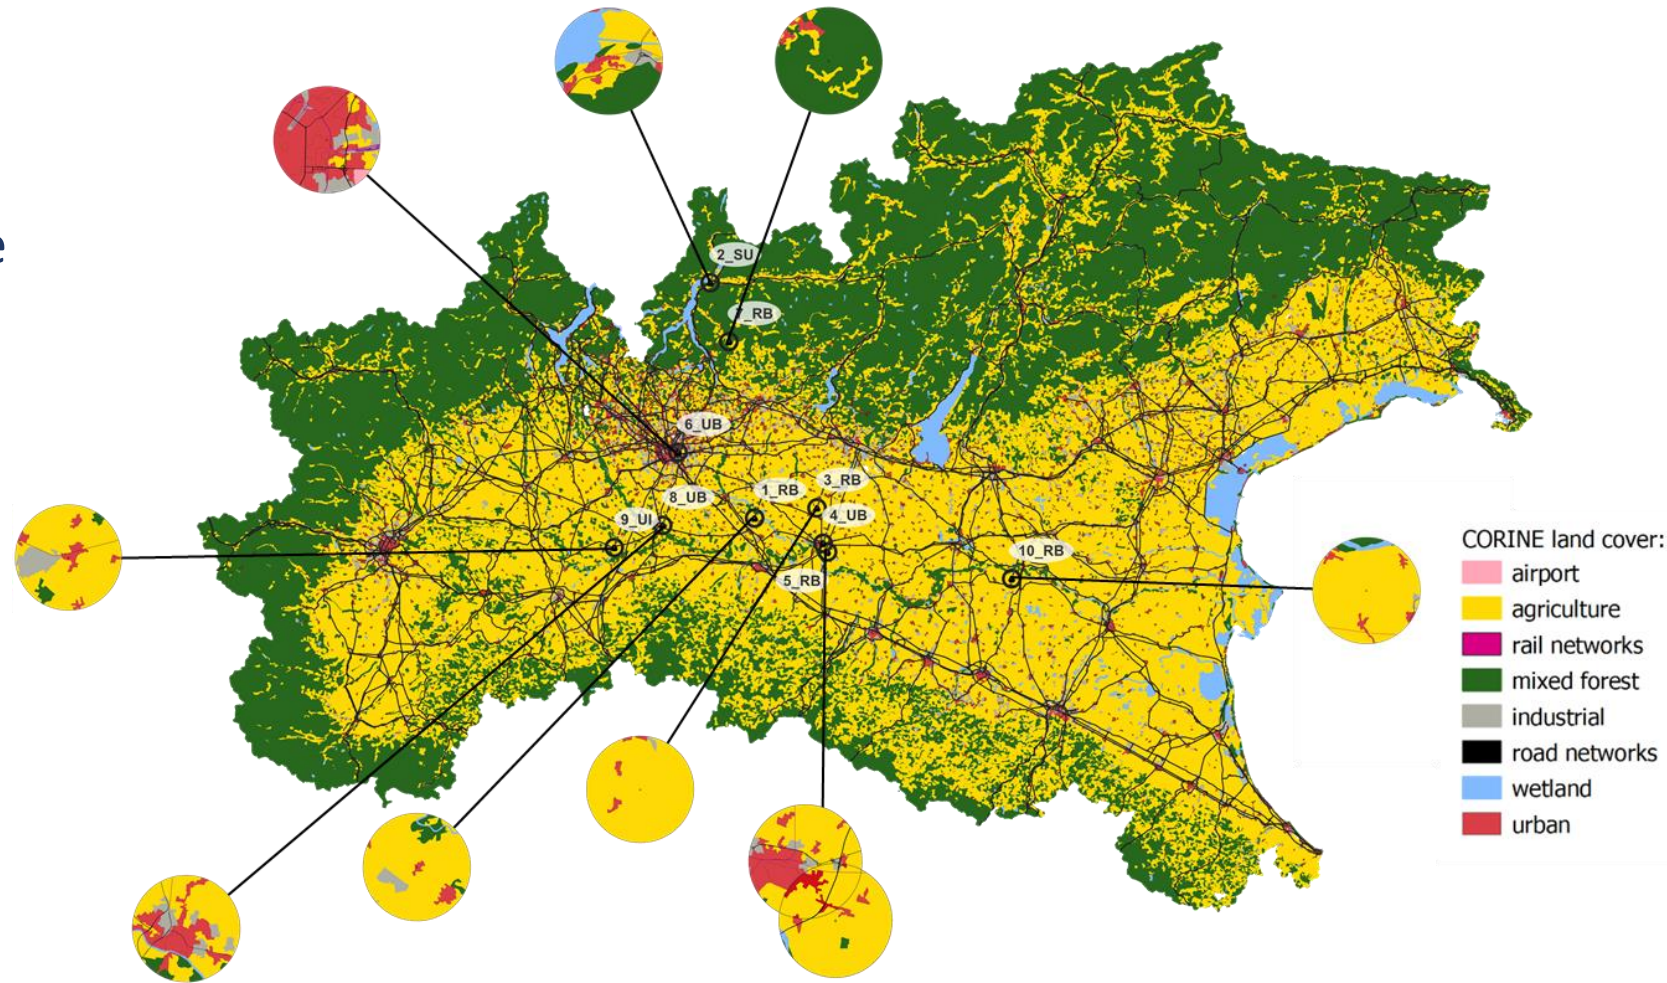 e
2_SU
7_RB
6_UB
3_RB
8_UB
1_RB
4_UB
9_UI
10_RB
5_RB
CORINE land cover:
airport
agriculture
rail networks
mixed forest
industrial
road networks
wetland
urban